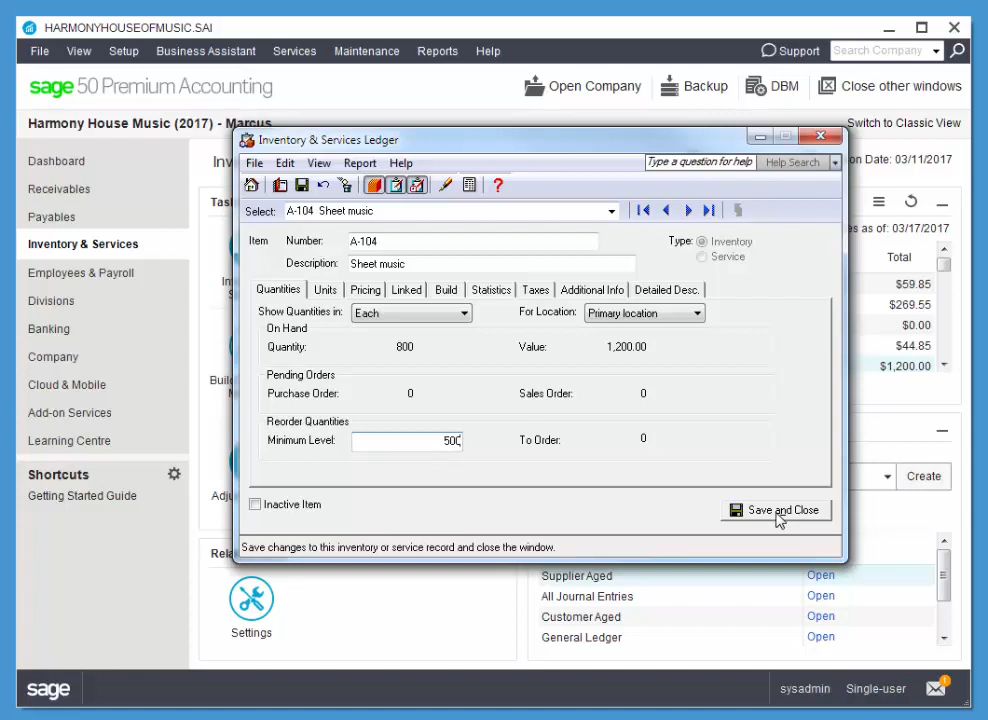 HARMONYHOUSEOFMUSIC.SAI
File View Setup Business Assistant Services Maintenance Reports Help Support Search Company
sage 50 Premium Accounting Open Company Backup DBM Close other windows
Harmony House Music (2017) - Marcus Switch to Classic View
Dashboard
Receivables
Payables
Inventory & Services
Employees & Payroll
Divisions
Banking
Company
Cloud & Mobile
Add-on Services
Learning Centre
Shortcuts
Getting Started Guide
on Date: 03/11/2017
es as of: 03/17/2017
Total
$59.85
$269.55
$0.00
$44.85
$1,200.00
Create
Inventory & Services Ledger
File Edit View Report Help Type a question for help Help Search
Select: A-104 Sheet music
Item Number: A-104 Type: Inventory
Description: Sheet music Service
Quantities Units Pricing Linked Build Statistics Taxes Additional Info Detailed Desc.
Show Quantities in: Each For Location: Primary location
On Hand
Quantity: 800 Value: 1,200.00
Pending Orders
Purchase Order: 0 Sales Order: 0
Reorder Quantities
Minimum Level: 500 To Order: 0
Inactive Item Save and Close
Save changes to this inventory or service record and close the window.
Supplier Aged Open
All Journal Entries Open
Customer Aged Open
General Ledger Open
Settings
sage sysadmin Single-user 1